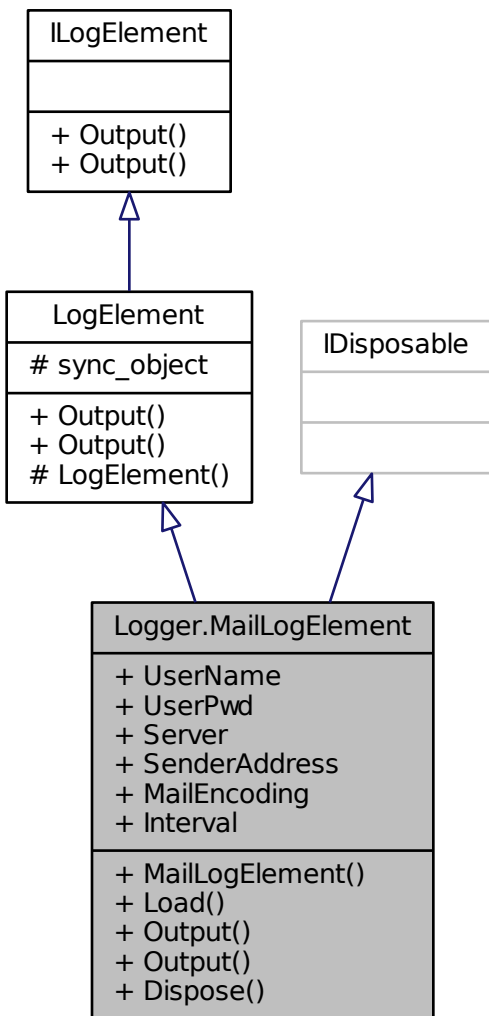 ILogElement
+ Output()
+ Output()
LogElement
# sync_object
+ Output()
+ Output()
# LogElement()
IDisposable
Logger.MailLogElement
+ UserName
+ UserPwd
+ Server
+ SenderAddress
+ MailEncoding
+ Interval
+ MailLogElement()
+ Load()
+ Output()
+ Output()
+ Dispose()